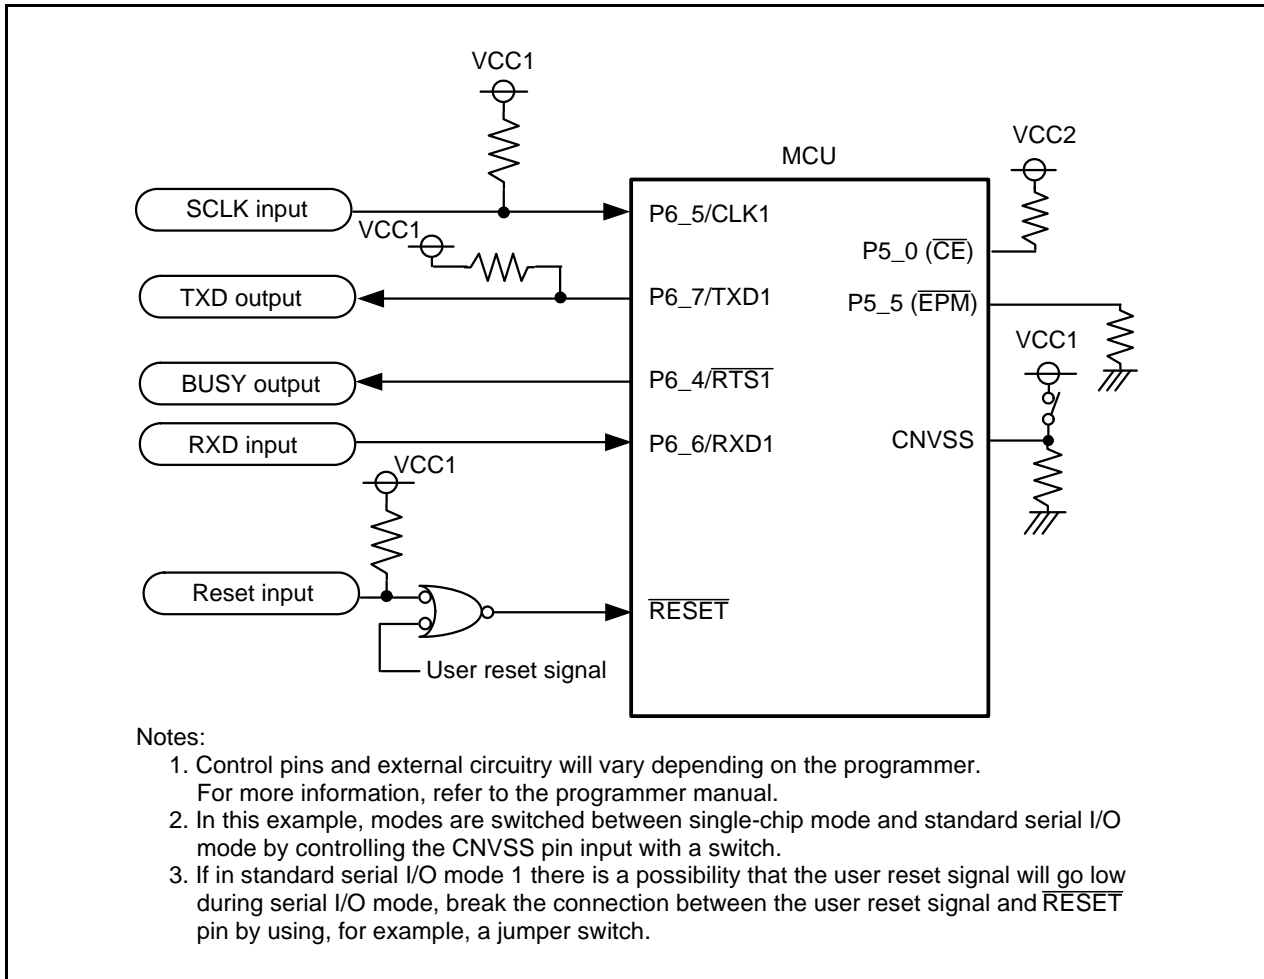 VCC1
VCC2
MCU
SCLK input
P6_5/CLK1
VCC1
P5_0 (CE)
TXD output
P6_7/TXD1
P5_5 (EPM)
VCC1
BUSY output
P6_4/RTS1
RXD input
P6_6/RXD1
CNVSS
VCC1
Reset input
RESET
User reset signal
Notes:
1. Control pins and external circuitry will vary depending on the programmer.
For more information, refer to the programmer manual.
2. In this example, modes are switched between single-chip mode and standard serial I/O
mode by controlling the CNVSS pin input with a switch.
3. If in standard serial I/O mode 1 there is a possibility that the user reset signal will go low
during serial I/O mode, break the connection between the user reset signal and RESET
pin by using, for example, a jumper switch.